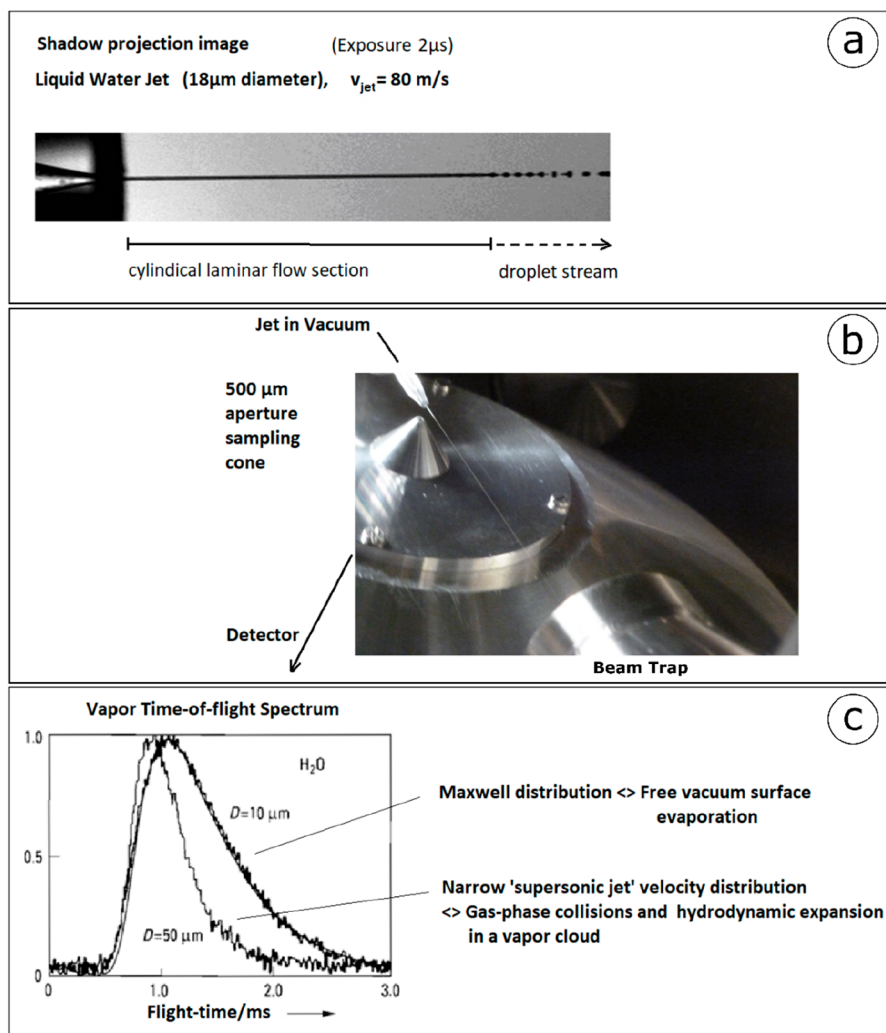 a
Shadow projection image (Exposure 2µs)
Liquid Water Jet (18µm diameter), v_jet= 80 m/s
cylindrical laminar flow section droplet stream
b
Jet in Vacuum
500 µm
aperture
sampling
cone
Detector
Beam Trap
c
Vapor Time-of-flight Spectrum
1.0
H₂O
D=10 µm
Maxwell distribution <> Free vacuum surface
evaporation
0.5
Narrow 'supersonic jet' velocity distribution
<> Gas-phase collisions and hydrodynamic expansion
in a vapor cloud
D=50 µm
0
1.0 2.0 3.0
Flight-time/ms